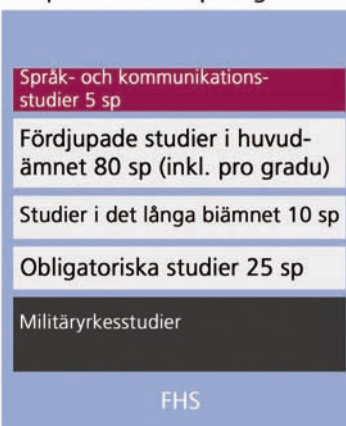 Språk- och kommunikations-
studier 5 sp
Fördjupade studier i huvud-
ämnet 80 sp (inkl. pro gradu)
Studier i det långa biämnet 10 sp
Obligatoriska studier 25 sp
Militäryrkesstudier
FHS